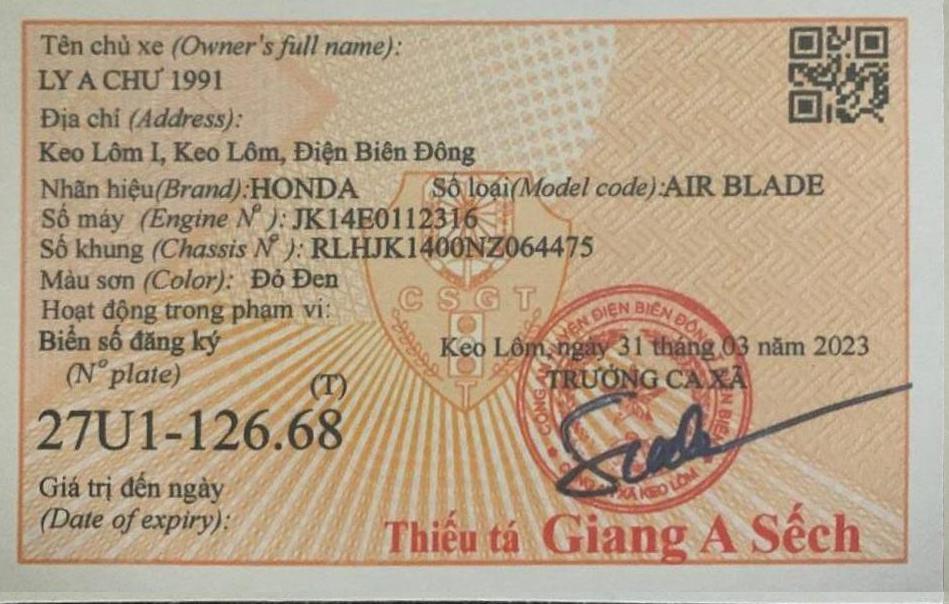 Tên chủ xe (Owner's full name):
LY A CHƯ 1991
Địa chỉ (Address):
Keo Lôm I, Keo Lôm, Điện Biên Đông
Nhãn hiệu(Brand):HONDA Số loại(Model code):AIR BLADE
Số máy (Engine Nº ): JK14E0112316
Số khung (Chassis Nº ): RLHJK1400NZ064475
Màu sơn (Color): Đỏ Đen
CSGT
Hoạt động trong phạm vi:
Biển số đăng ký
Keo Lôm, ngày 31 tháng 03 năm 2023
(Nº plate)
(T)
TRƯỞNG CA XÃ
T
27U1-126.68
ĐIỆN BIÊN ĐÔNG
XÃ KEO LÔM
Giá trị đến ngày
(Date of expiry):
Thiếu tá Giang A Sếch